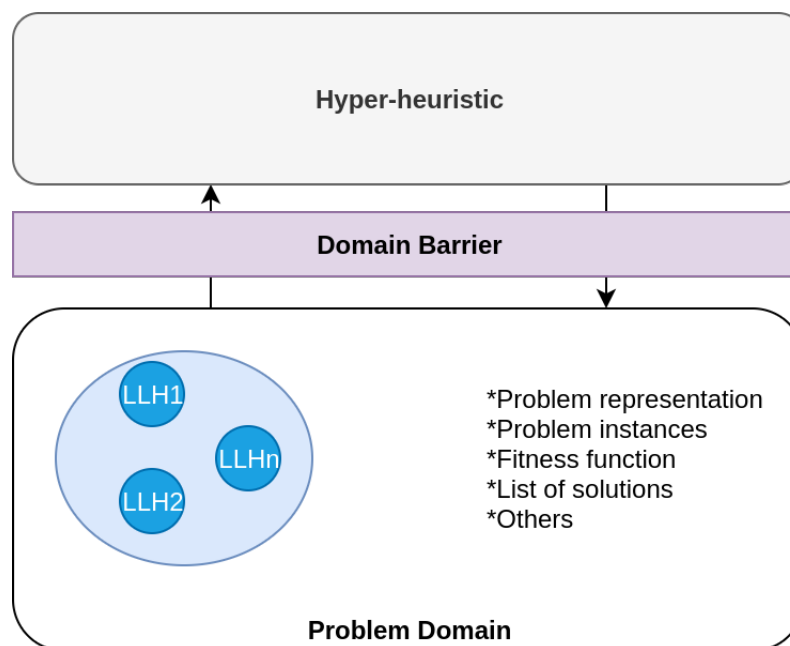 Hyper-heuristic
Domain Barrier
LLH1
LLHn
LLH2
*Problem representation
*Problem instances
*Fitness function
*List of solutions
*Others
Problem Domain